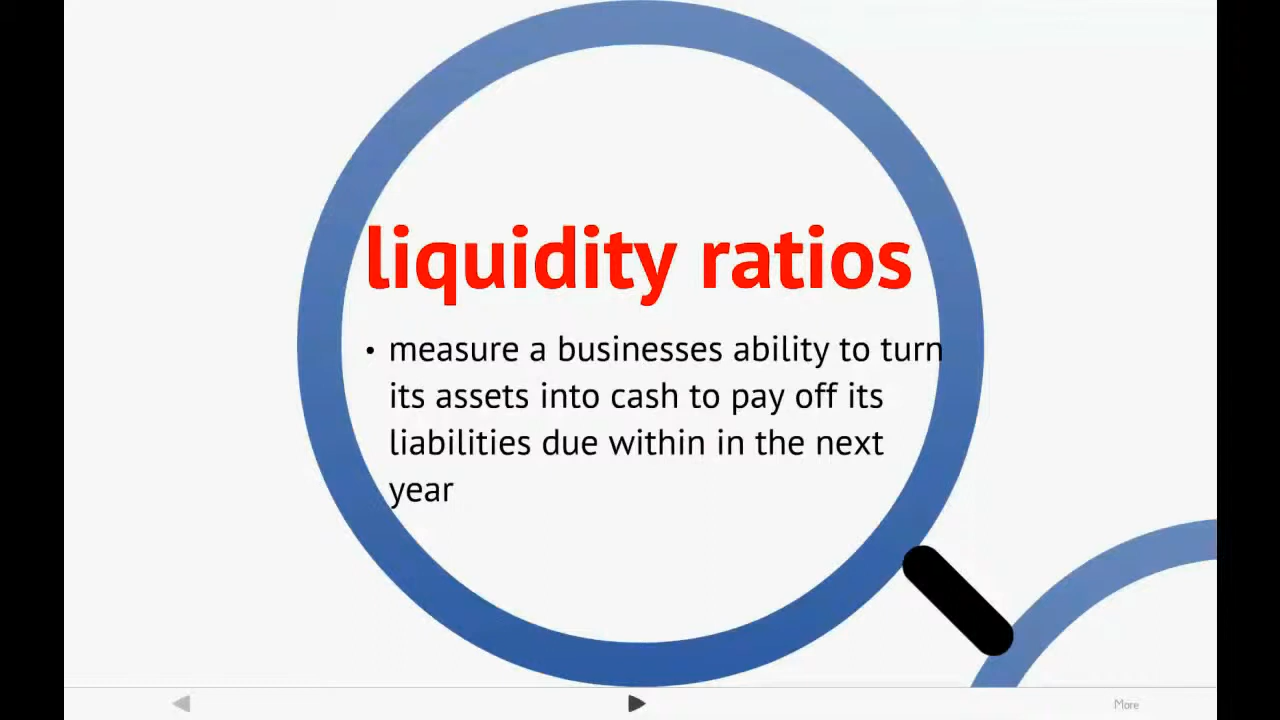 liquidity ratios
• measure a businesses ability to turn
its assets into cash to pay off its
liabilities due within in the next
year
More